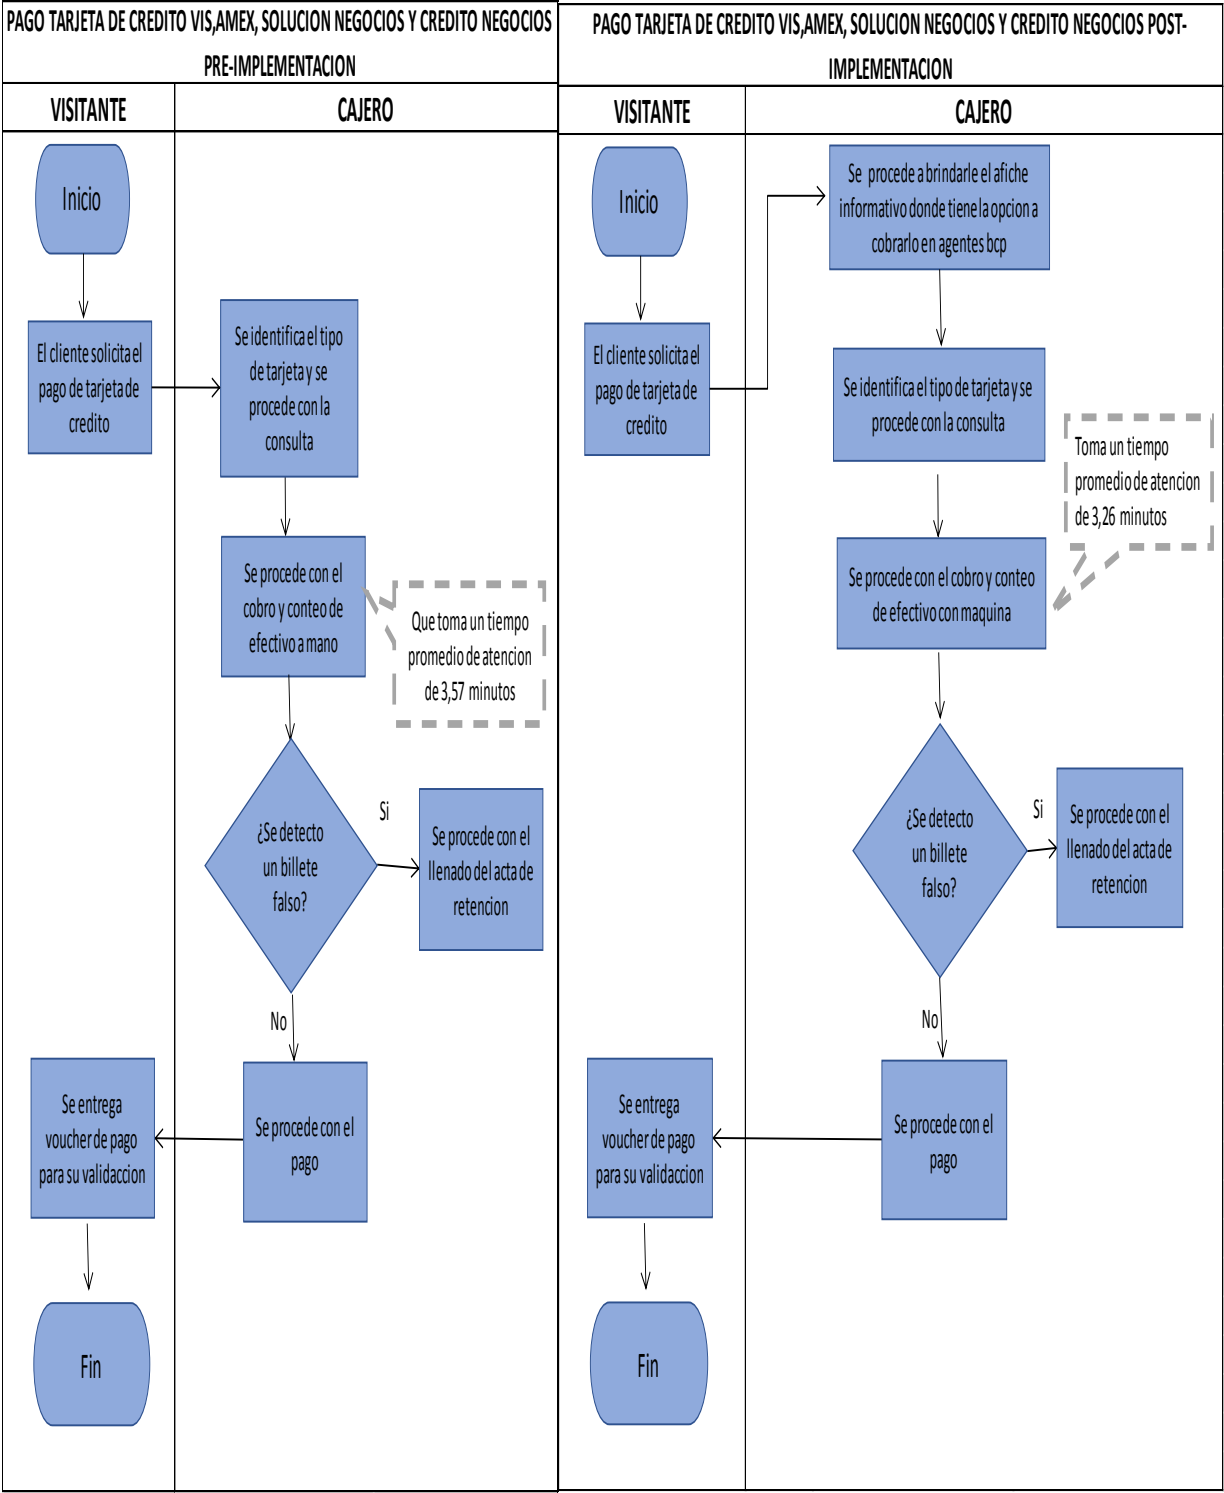 PAGO TARJETA DE CREDITO VIS,AMEX, SOLUCION NEGOCIOS Y CREDITO NEGOCIOS
PRE-IMPLEMENTACION
VISITANTE
CAJERO
Inicio
El cliente solicita el
pago de tarjeta de
credito
Se identifica el tipo
de tarjeta y se
procede con la
consulta
Se procede con el
cobro y conteo de
efectivo a mano
Que toma un tiempo
promedio de atencion
de 3,57 minutos
¿Se detecto
un billete
falso?
Si
Se procede con el
llenado del acta de
retencion
No
Se procede con el
pago
Se entrega
voucher de pago
para su validaccion
Fin
PAGO TARJETA DE CREDITO VIS,AMEX, SOLUCION NEGOCIOS Y CREDITO NEGOCIOS POST-
IMPLEMENTACION
VISITANTE
CAJERO
Inicio
El cliente solicita el
pago de tarjeta de
credito
Se procede a brindarle el afiche
informativo donde tiene la opcion a
cobrarlo en agentes bcp
Se identifica el tipo de tarjeta y se
procede con la consulta
Toma un tiempo
promedio de atencion
de 3,26 minutos
Se procede con el cobro y conteo
de efectivo con maquina
¿Se detecto
un billete
falso?
Si
Se procede con el
llenado del acta de
retencion
No
Se procede con el
pago
Se entrega
voucher de pago
para su validaccion
Fin